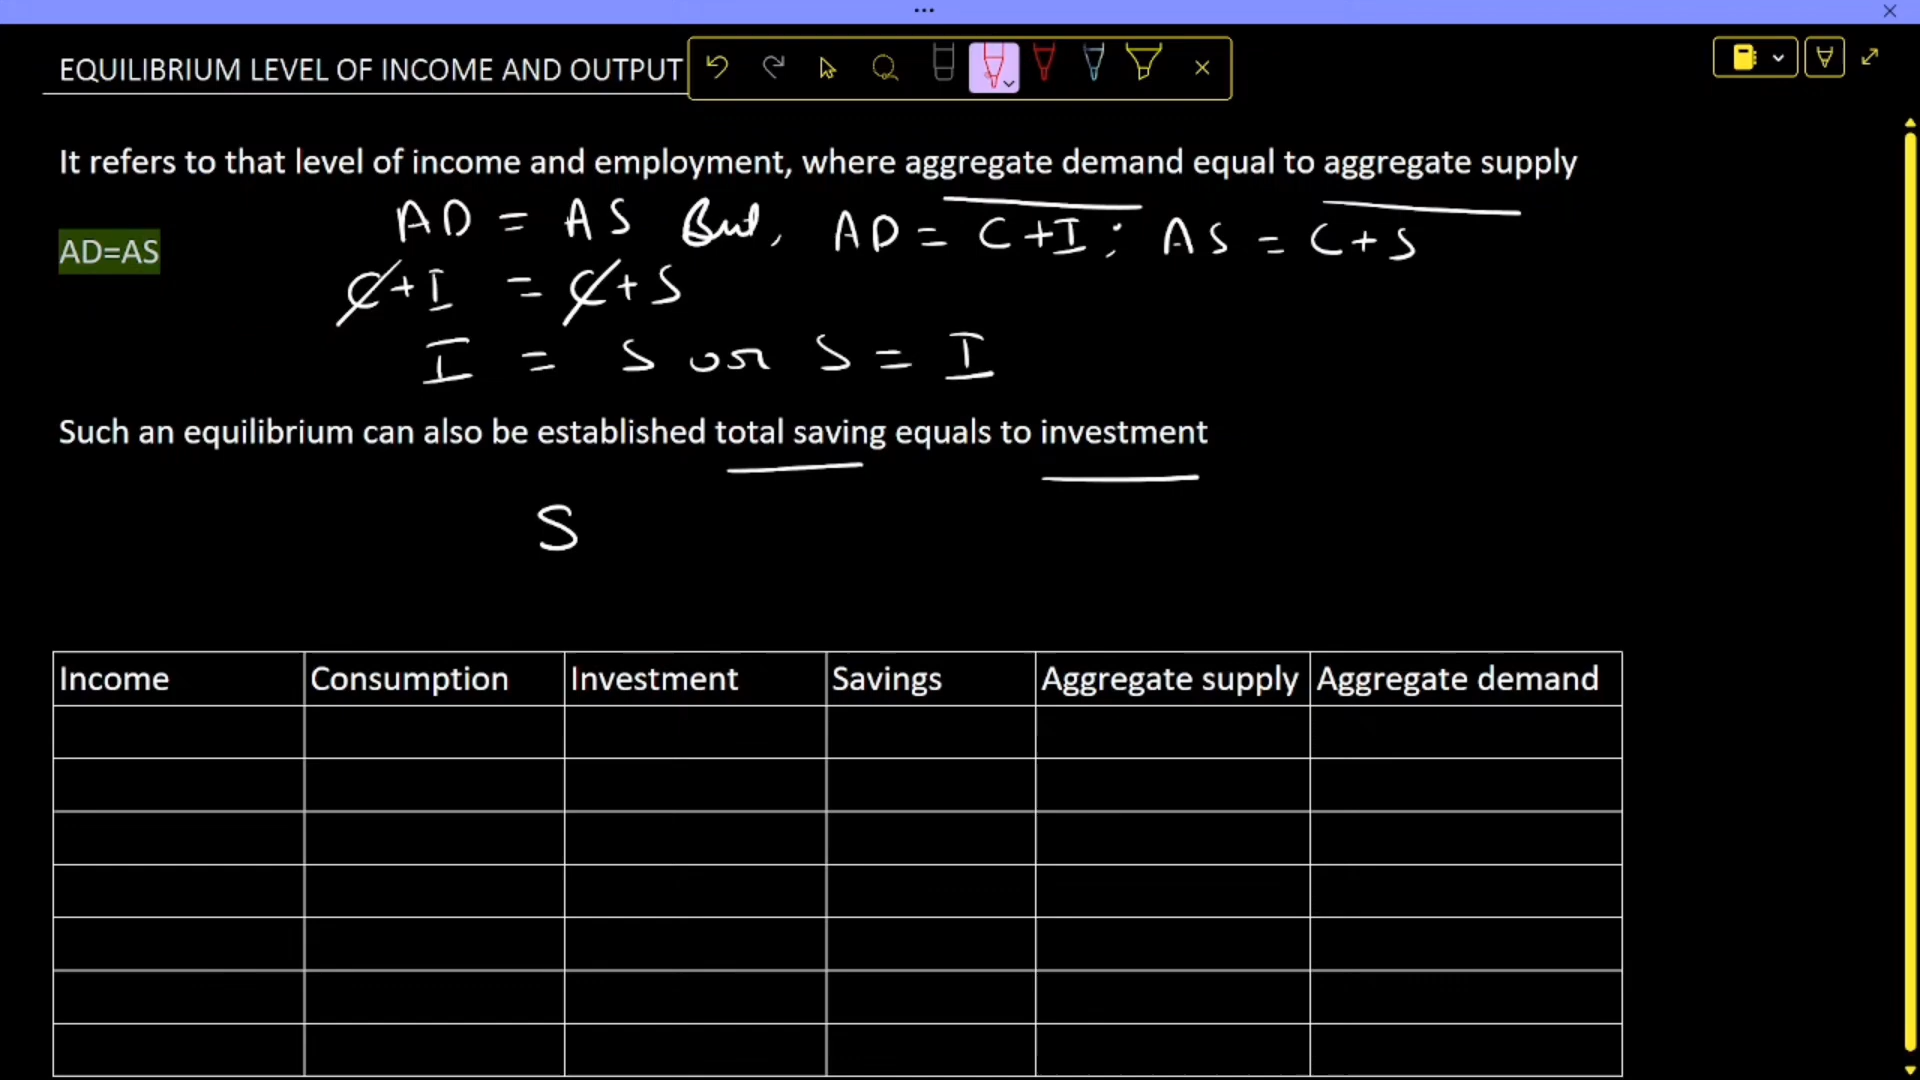 EQUILIBRIUM LEVEL OF INCOME AND OUTPUT
It refers to that level of income and employment, where aggregate demand equal to aggregate supply
AD = AS But, AD = C+I ; AS = C+S
AD=AS
C+I = C+S
I = S or S = I
Such an equilibrium can also be established total saving equals to investment
S
Income Consumption Investment Savings Aggregate supply Aggregate demand